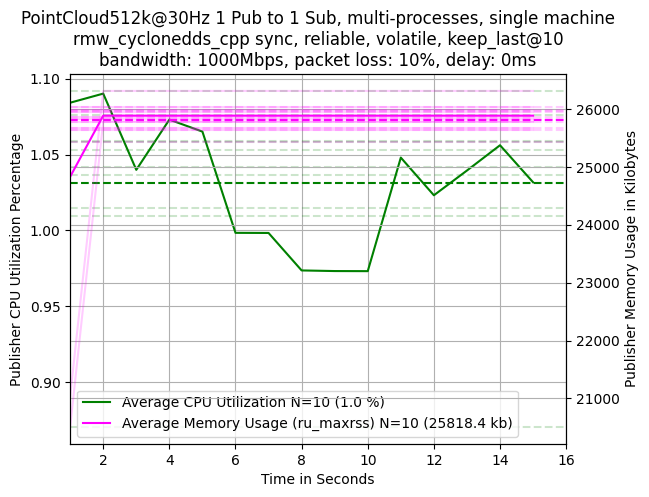 PointCloud512k@30Hz 1 Pub to 1 Sub, multi-processes, single machine
rmw_cyclonedds_cpp sync, reliable, volatile, keep_last@10
bandwidth: 1000Mbps, packet loss: 10%, delay: 0ms
Publisher CPU Utilization Percentage
1.10
1.05
1.00
0.95
0.90
26000
25000
24000
23000
22000
21000
Publisher Memory Usage in Kilobytes
Average CPU Utilization N=10 (1.0 %)
Average Memory Usage (ru_maxrss) N=10 (25818.4 kb)
2 4 6 8 10 12 14 16
Time in Seconds